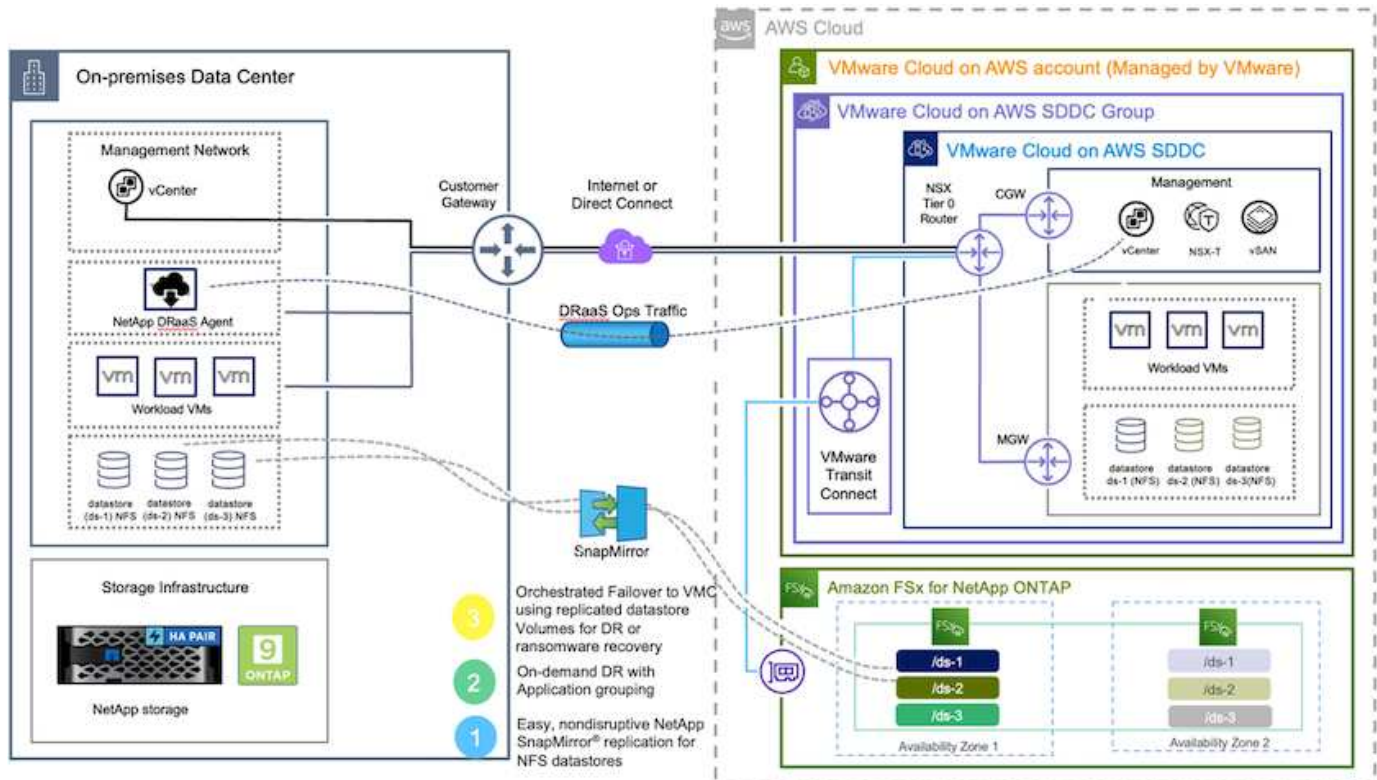 aws
AWS Cloud
On-premises Data Center
Management Network
vCenter
NetApp DRaaS Agent
vm
vm
vm
Workload VMs
datastore
(ds-1) NFS
datastore
(ds-2) NFS
datastore
(ds-3) NFS
Storage Infrastructure
HA PAIR
9
ONTAP
NetApp storage
Customer
Gateway
Internet or
Direct Connect
DRaaS Ops Traffic
SnapMirror
3
Orchestrated Failover to VMC
using replicated datastore
Volumes for DR or
ransomware recovery
2
On-demand DR with
Application grouping
1
Easy, nondisruptive NetApp
SnapMirror® replication for
NFS datastores
VMware Cloud on AWS account (Managed by VMware)
VMware Cloud on AWS SDDC Group
VMware Cloud on AWS SDDC
NSX
Tier 0
Router
CGW
Management
vCenter
T
NSX-T
vSAN
vm
vm
vm
Workload VMs
MGW
datastore
ds-1 (NFS)
datastore
ds-2 (NFS)
datastore
ds-3(NFS)
VMware
Transit
Connect
FSx
Amazon FSx for NetApp ONTAP
FSx
/ds-1
/ds-2
/ds-3
Availability Zone 1
FSx
/ds-1
/ds-2
/ds-3
Availability Zone 2